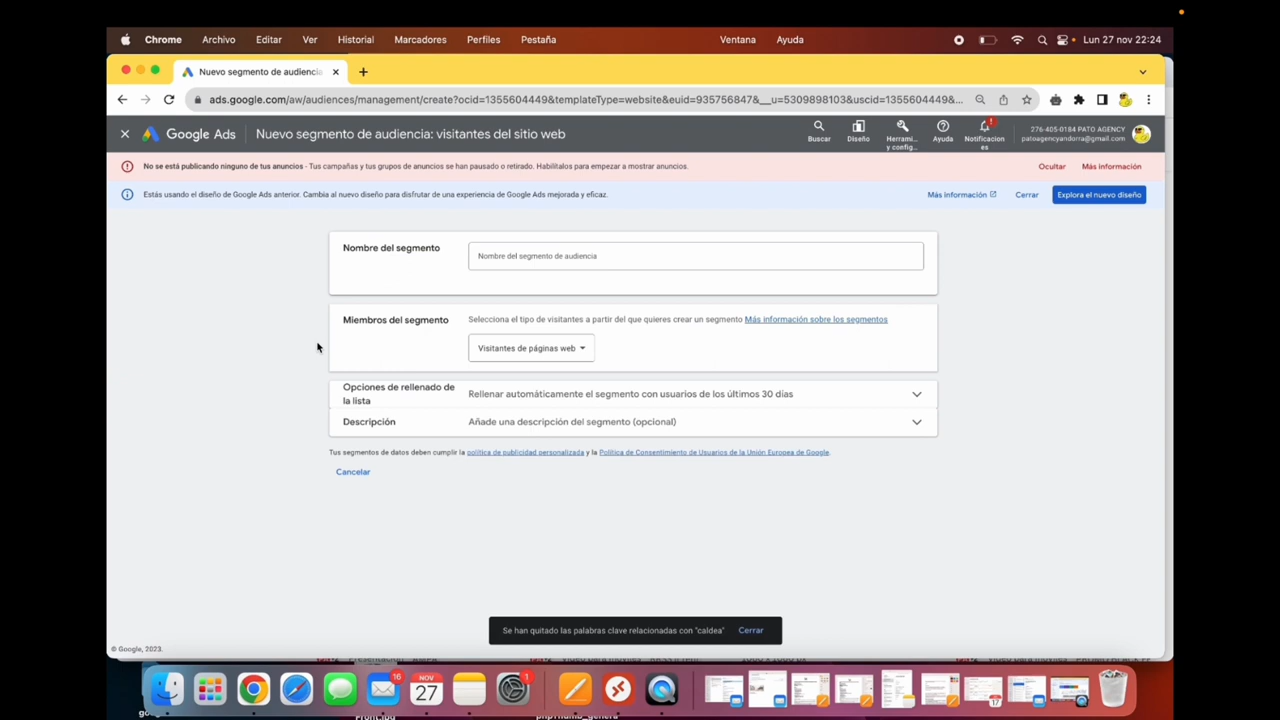 Chrome Archivo Editar Ver Historial Marcadores Perfiles Pestaña Ventana Ayuda Lun 27 nov 22:24
Nuevo segmento de audiencia
ads.google.com/aw/audiences/management/create?ocid=1355604449&templateType=website&euid=935756847&__u=5309898103&uscid=1355604449&...
Google Ads Nuevo segmento de audiencia: visitantes del sitio web
Buscar Diseño Herrami... y config... Ayuda Notificacion es
276-405-0184 PATO AGENCY
patoagencyandorra@gmail.com
No se está publicando ninguno de tus anuncios - Tus campañas y tus grupos de anuncios se han pausado o retirado. Habilítalos para empezar a mostrar anuncios. Ocultar Más información
Estás usando el diseño de Google Ads anterior. Cambia al nuevo diseño para disfrutar de una experiencia de Google Ads mejorada y eficaz. Más información Cerrar Explora el nuevo diseño
Nombre del segmento Nombre del segmento de audiencia
Miembros del segmento Selecciona el tipo de visitantes a partir del que quieres crear un segmento Más información sobre los segmentos
Visitantes de páginas web
Opciones de rellenado de la lista Rellenar automáticamente el segmento con usuarios de los últimos 30 días
Descripción Añade una descripción del segmento (opcional)
Tus segmentos de datos deben cumplir la política de publicidad personalizada y la Política de Consentimiento de Usuarios de la Unión Europea de Google.
Cancelar
Se han quitado las palabras clave relacionadas con "caldea" Cerrar
© Google, 2023.
16
NOV
27
1
17